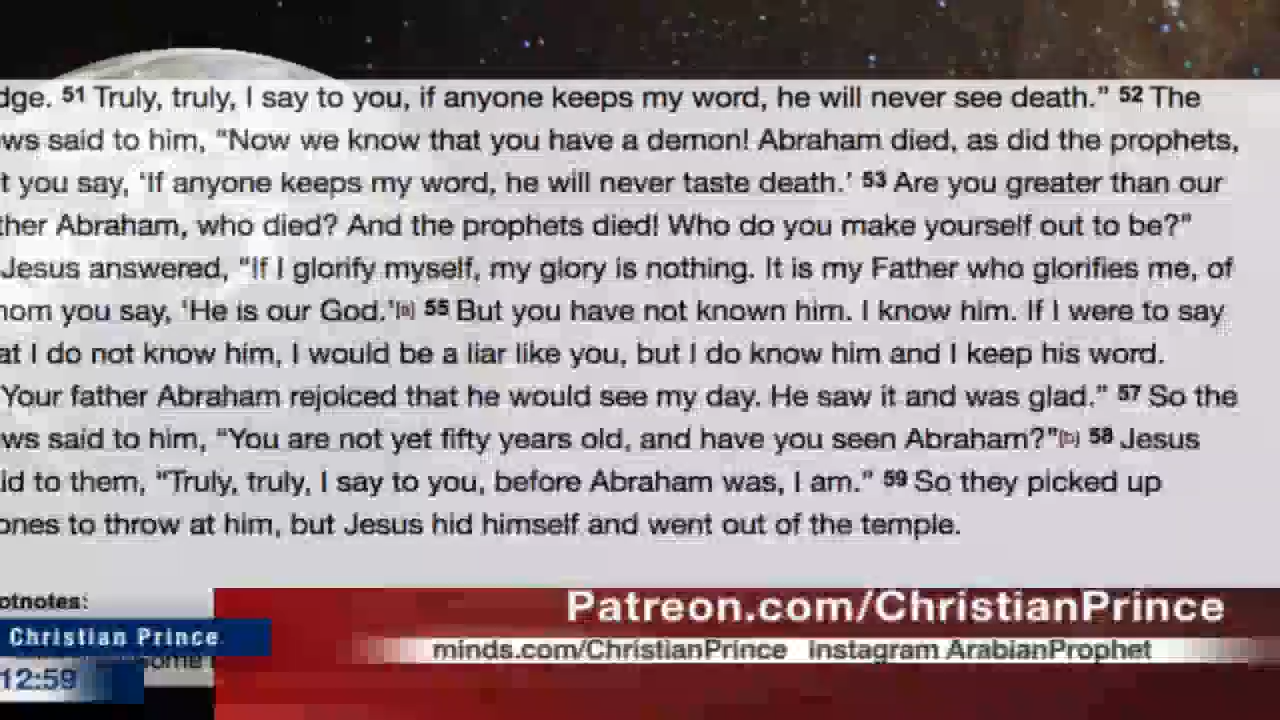 dge. 51 Truly, truly, I say to you, if anyone keeps my word, he will never see death.” 52 The
ws said to him, “Now we know that you have a demon! Abraham died, as did the prophets,
t you say, ‘If anyone keeps my word, he will never taste death.’ 53 Are you greater than our
ther Abraham, who died? And the prophets died! Who do you make yourself out to be?”
Jesus answered, “If I glorify myself, my glory is nothing. It is my Father who glorifies me, of
hom you say, ‘He is our God.’[a] 55 But you have not known him. I know him. If I were to say
at I do not know him, I would be a liar like you, but I do know him and I keep his word.
Your father Abraham rejoiced that he would see my day. He saw it and was glad.” 57 So the
ws said to him, “You are not yet fifty years old, and have you seen Abraham?”[b] 58 Jesus
id to them, “Truly, truly, I say to you, before Abraham was, I am.” 59 So they picked up
ones to throw at him, but Jesus hid himself and went out of the temple.
otnotes:
Christian Prince
Some
12:59
Patreon.com/ChristianPrince
minds.com/ChristianPrince instagram ArabianProphet